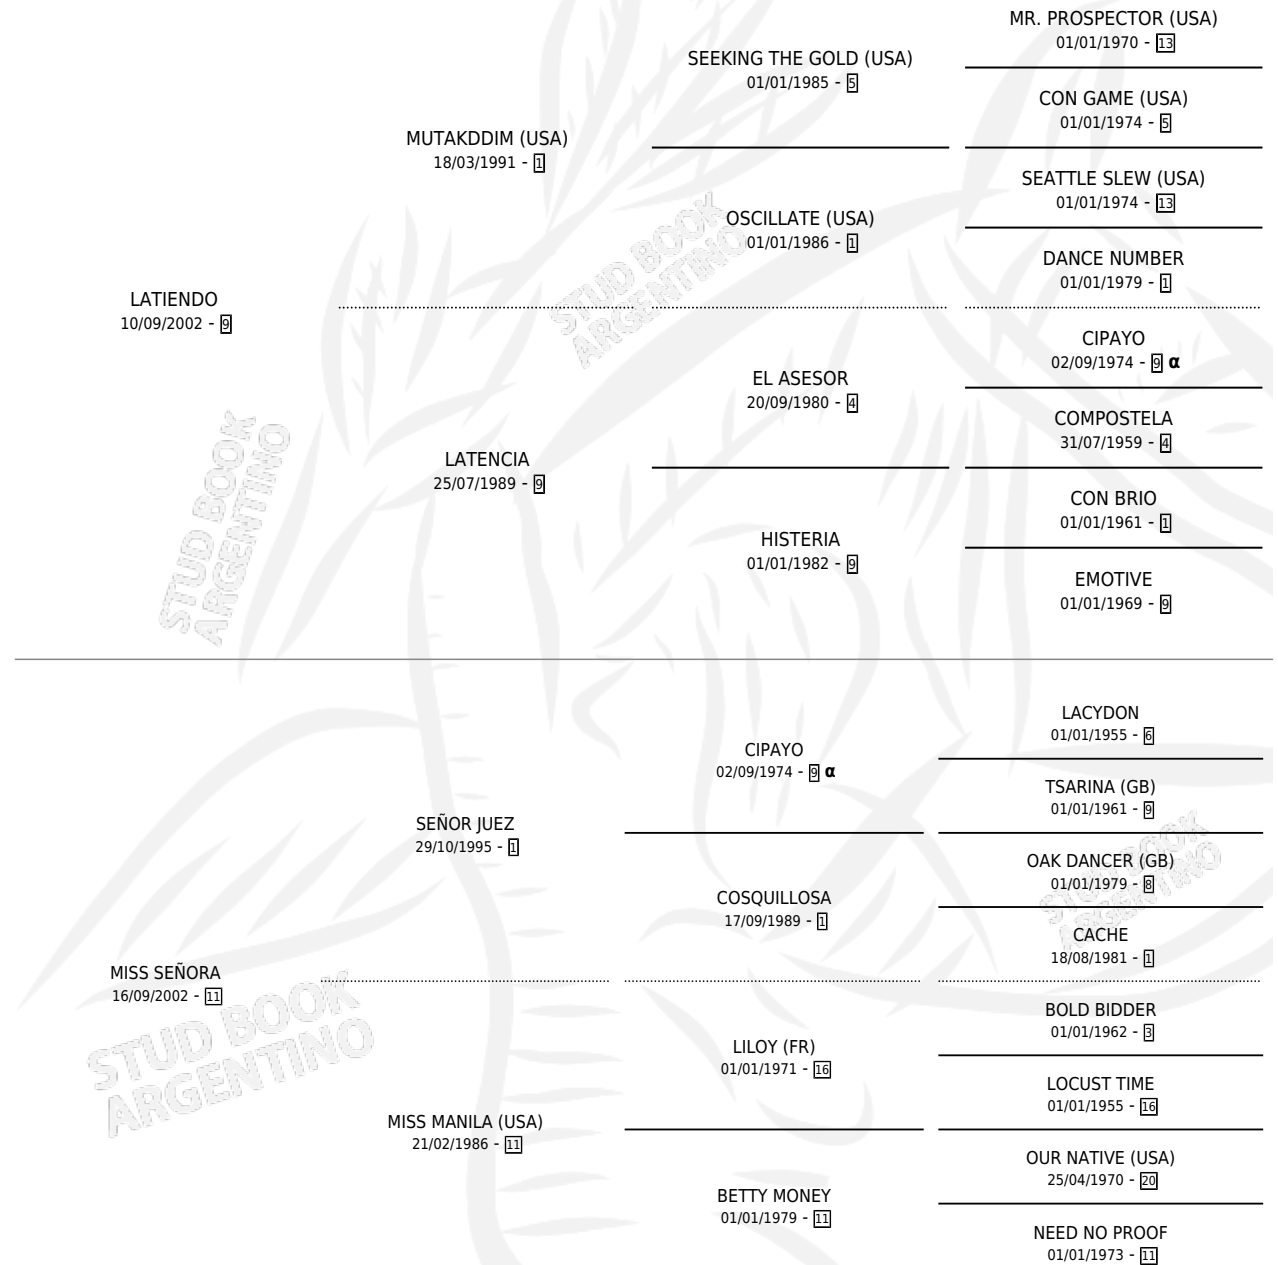 MR. PROSPECTOR (USA)
01/01/1970 - 13
SEEKING THE GOLD (USA)
01/01/1985 - 5
CON GAME (USA)
01/01/1974 - 5
MUTAKDDIM (USA)
18/03/1991 - 1
SEATTLE SLEW (USA)
01/01/1974 - 13
OSCILLATE (USA)
01/01/1986 - 1
DANCE NUMBER
01/01/1979 - 1
LATIENDO
10/09/2002 - 9
CIPAYO
02/09/1974 - 9 α
EL ASESOR
20/09/1980 - 4
COMPOSTELA
31/07/1959 - 4
LATENCIA
25/07/1989 - 9
CON BRIO
01/01/1961 - 1
HISTERIA
01/01/1982 - 9
EMOTIVE
01/01/1969 - 9
STUD BOOK
ARGENTINO
STUD BOOK
ARGENTINO
LACYDON
01/01/1955 - 6
CIPAYO
02/09/1974 - 9 α
TSARINA (GB)
01/01/1961 - 9
SEÑOR JUEZ
29/10/1995 - 1
OAK DANCER (GB)
01/01/1979 - 8
COSQUILLOSA
17/09/1989 - 1
CACHE
18/08/1981 - 1
MISS SEÑORA
16/09/2002 - 11
BOLD BIDDER
01/01/1962 - 3
LILOY (FR)
01/01/1971 - 16
LOCUST TIME
01/01/1955 - 16
MISS MANILA (USA)
21/02/1986 - 11
OUR NATIVE (USA)
25/04/1970 - 20
BETTY MONEY
01/01/1979 - 11
NEED NO PROOF
01/01/1973 - 11
STUD BOOK
ARGENTINO
STUD BOOK
ARGENTINO